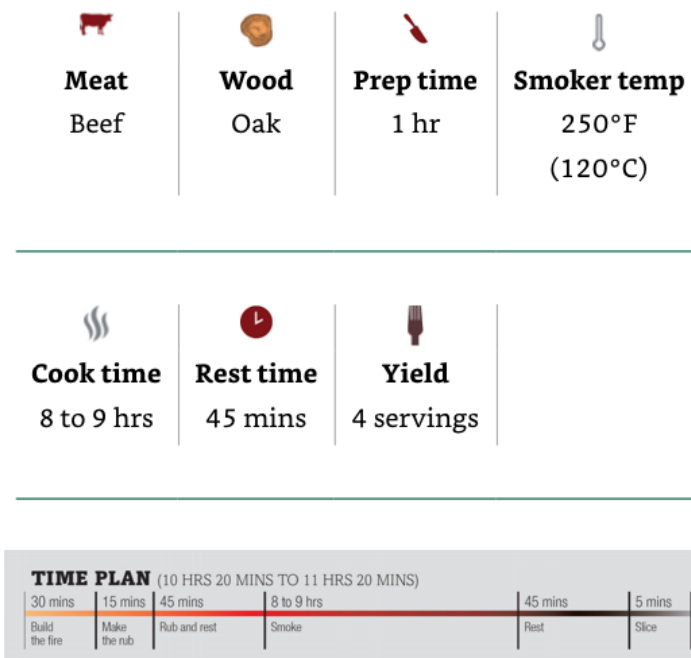 Meat
Wood
Prep time
Smoker temp
Beef
Oak
1 hr
250°F
(120°C)
Cook time
Rest time
Yield
8 to 9 hrs
45 mins
4 servings
TIME PLAN (10 HRS 20 MINS TO 11 HRS 20 MINS)
30 mins
15 mins
45 mins
8 to 9 hrs
45 mins
5 mins
Build
the fire
Make
the rub
Rub and rest
Smoke
Rest
Slice